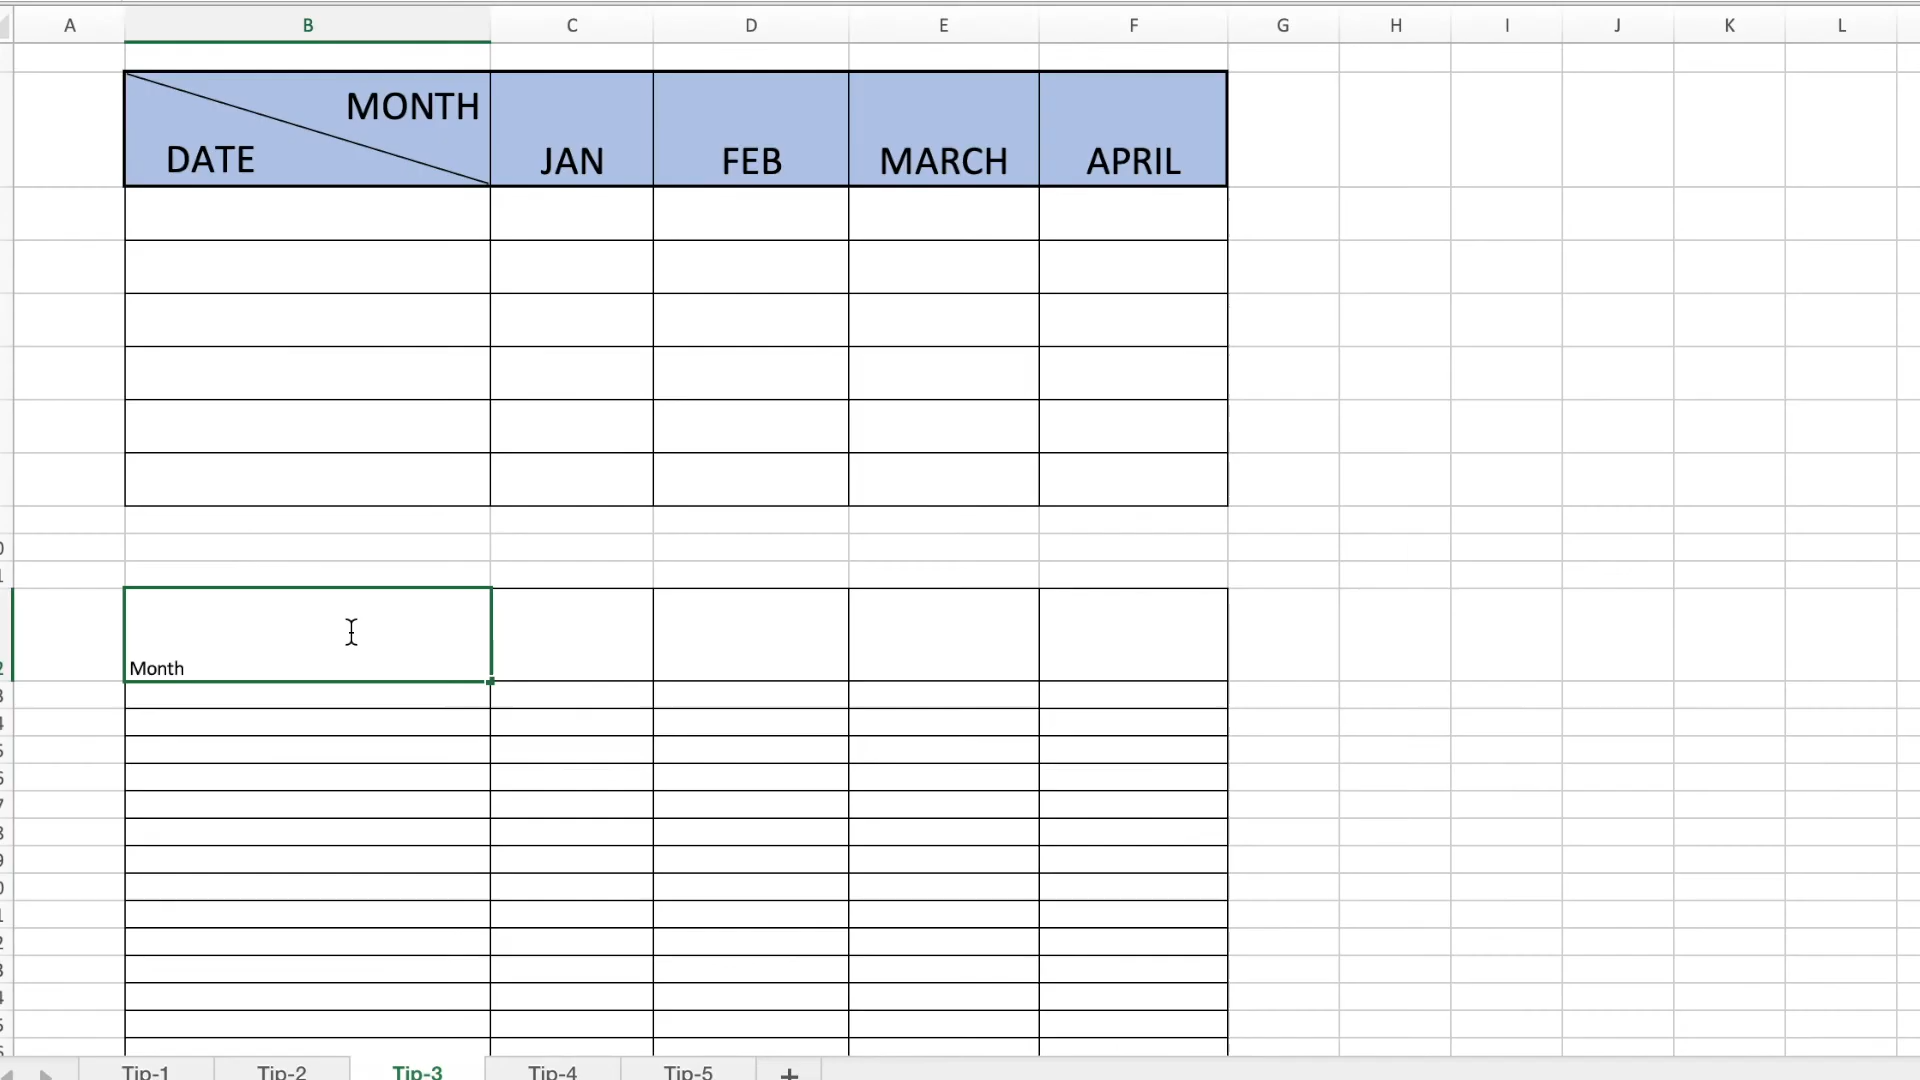 A B C D E F G H I J K L
MONTH
DATE JAN FEB MARCH APRIL
Month
Tip-1 Tip-2 Tip-3 Tip-4 Tip-5 +